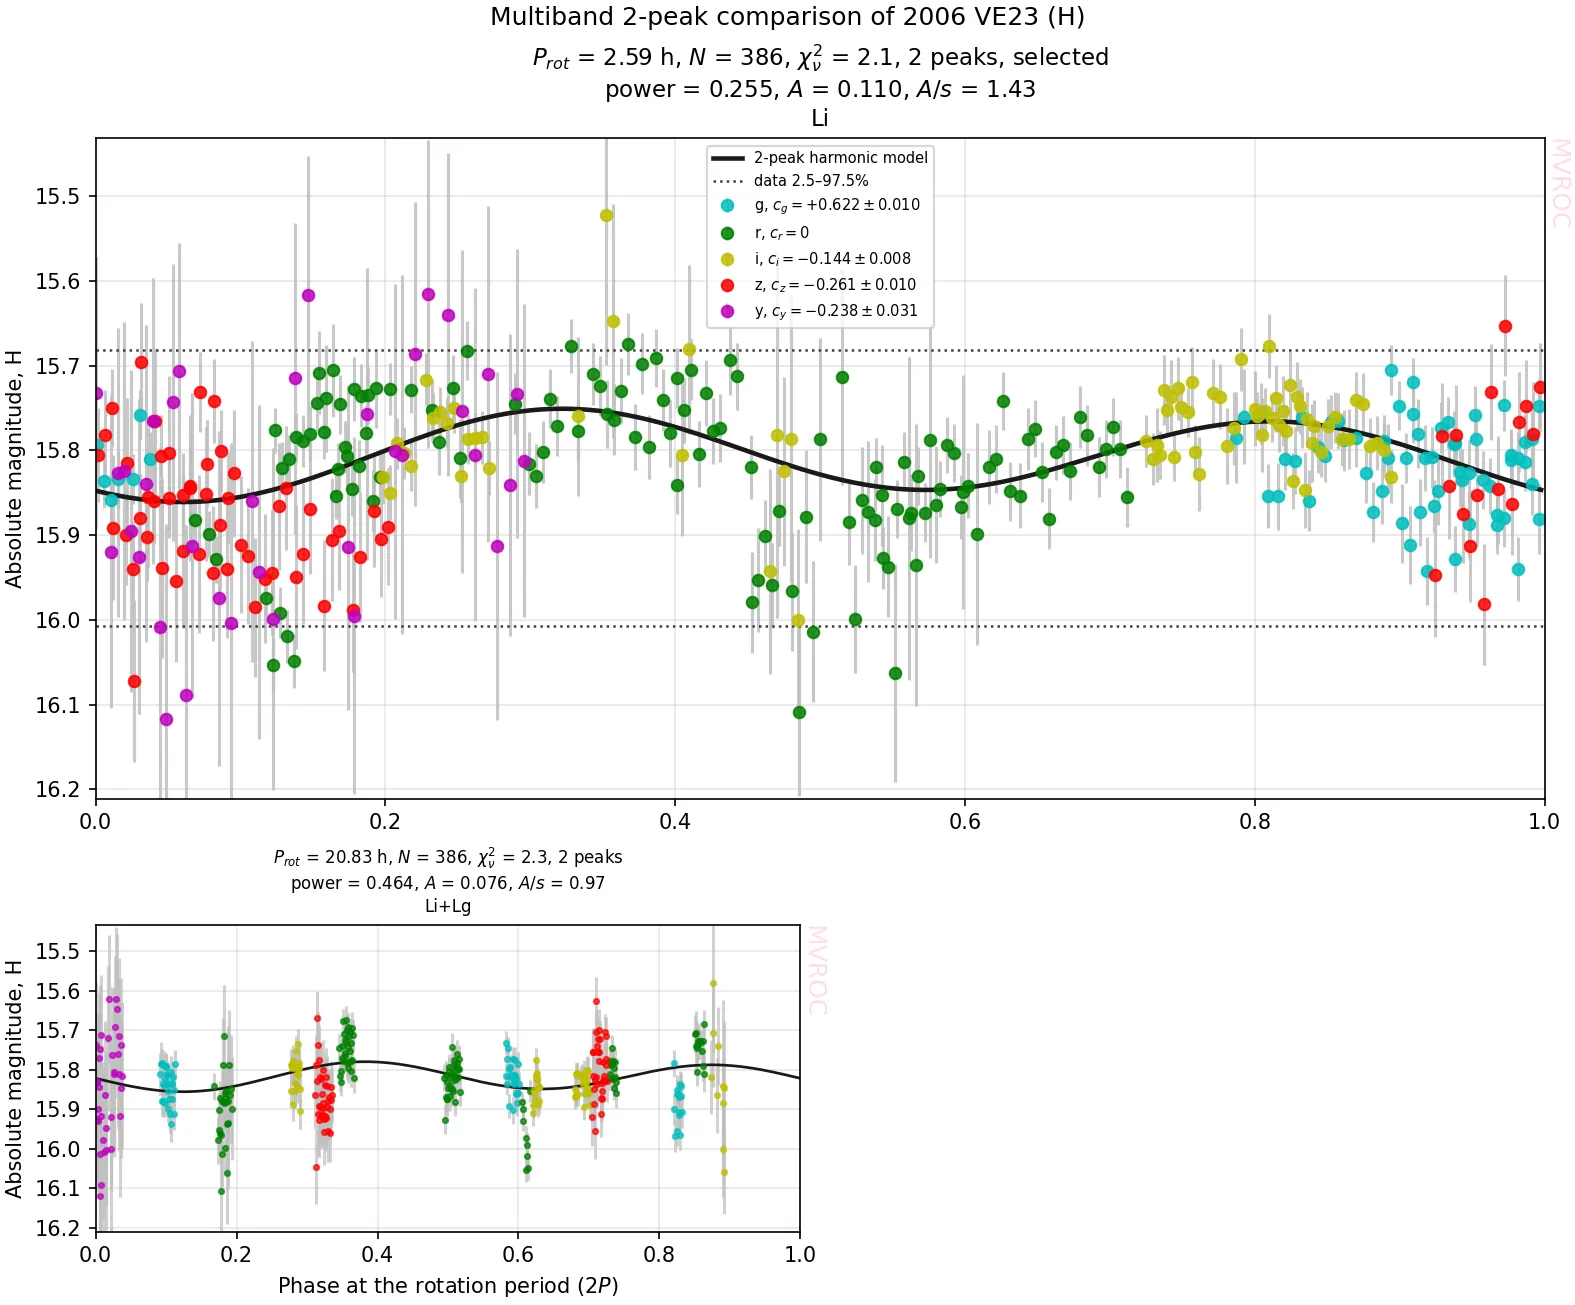 Multiband 2-peak comparison of 2006 VE23 (H)
P_rot = 2.59 h, N = 386, χ²_ν = 2.1, 2 peaks, selected
power = 0.255, A = 0.110, A/s = 1.43
Li
2-peak harmonic model
data 2.5–97.5%
g, c_g = +0.622 ± 0.010
r, c_r = 0
i, c_i = −0.144 ± 0.008
z, c_z = −0.261 ± 0.010
y, c_y = −0.238 ± 0.031
MVROC
Absolute magnitude, H
15.5
15.6
15.7
15.8
15.9
16.0
16.1
16.2
0.0 0.2 0.4 0.6 0.8 1.0
P_rot = 20.83 h, N = 386, χ²_ν = 2.3, 2 peaks
power = 0.464, A = 0.076, A/s = 0.97
Li+Lg
MVROC
Absolute magnitude, H
15.5
15.6
15.7
15.8
15.9
16.0
16.1
16.2
0.0 0.2 0.4 0.6 0.8 1.0
Phase at the rotation period (2P)